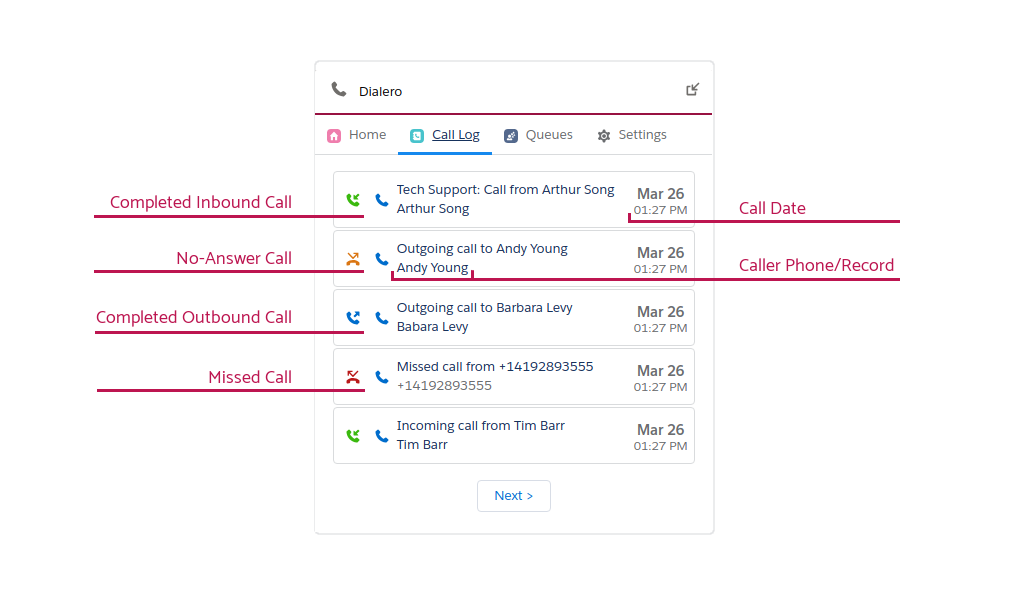 Dialero
Home Call Log Queues Settings
Completed Inbound Call
Tech Support: Call from Arthur Song
Arthur Song
Mar 26
01:27 PM
Call Date
No-Answer Call
Outgoing call to Andy Young
Andy Young
Mar 26
01:27 PM
Caller Phone/Record
Completed Outbound Call
Outgoing call to Barbara Levy
Babara Levy
Mar 26
01:27 PM
Missed Call
Missed call from +14192893555
+14192893555
Mar 26
01:27 PM
Incoming call from Tim Barr
Tim Barr
Mar 26
01:27 PM
Next >